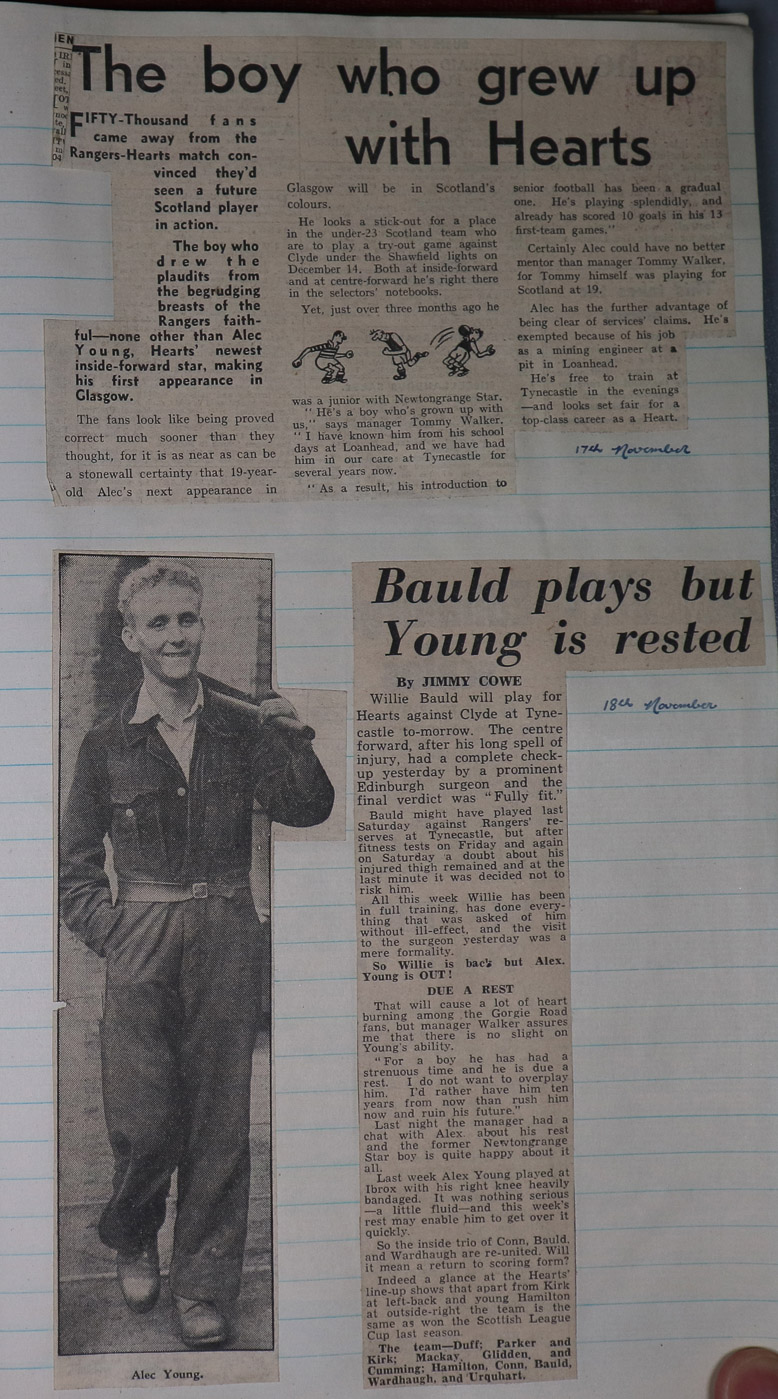 The boy who grew up
with Hearts
FIFTY-Thousand fans
came away from the
Rangers-Hearts match con-
vinced they'd
seen a future
Scotland player
in action.
The boy who
drew the
plaudits from
the begrudging
breasts of the
Rangers faith-
ful—none other than Alec
Young, Hearts' newest
inside-forward star, making
his first appearance in
Glasgow.
The fans look like being proved
correct much sooner than they
thought, for it is as near as can be
a stonewall certainty that 19-year-
old Alec's next appearance in
Glasgow will be in Scotland's
colours.
He looks a stick-out for a place
in the under-23 Scotland team who
are to play a try-out game against
Clyde under the Shawfield lights on
December 14. Both at inside-forward
and at centre-forward he's right there
in the selectors' notebooks.
Yet, just over three months ago he
was a junior with Newtongrange Star.
"He's a boy who's grown up with
us," says manager Tommy Walker.
"I have known him from his school
days at Loanhead, and we have had
him in our care at Tynecastle for
several years now.
"As a result, his introduction to
senior football has been a gradual
one. He's playing splendidly, and
already has scored 10 goals in his 13
first-team games."
Certainly Alec could have no better
mentor than manager Tommy Walker,
for Tommy himself was playing for
Scotland at 19.
Alec has the further advantage of
being clear of services' claims. He's
exempted because of his job
as a mining engineer at a
pit in Loanhead.
He's free to train at
Tynecastle in the evenings
—and looks set fair for a
top-class career as a Heart.
17th November
Alec Young.
Bauld plays but
Young is rested
18th November
By JIMMY COWE
Willie Bauld will play for
Hearts against Clyde at Tyne-
castle to-morrow. The centre
forward, after his long spell of
injury, had a complete check-
up yesterday by a prominent
Edinburgh surgeon and the
final verdict was "Fully fit."
Bauld might have played last
Saturday against Rangers' re-
serves at Tynecastle, but after
fitness tests on Friday and again
on Saturday a doubt about his
injured thigh remained and at the
last minute it was decided not to
risk him.
All this week Willie has been
in full training, has done every-
thing that was asked of him
without ill-effect, and the visit
to the surgeon yesterday was a
mere formality.
So Willie is back but Alex.
Young is OUT!
DUE A REST
That will cause a lot of heart
burning among the Gorgie Road
fans, but manager Walker assures
me that there is no slight on
Young's ability.
"For a boy he has had a
strenuous time and he is due a
rest. I do not want to overplay
him. I'd rather have him ten
years from now than rush him
now and ruin his future."
Last night the manager had a
chat with Alex about his rest
and the former Newtongrange
Star boy is quite happy about it
all.
Last week Alex Young played at
Ibrox with his right knee heavily
bandaged. It was nothing serious
—a little fluid—and this week's
rest may enable him to get over it
quickly.
So the inside trio of Conn, Bauld,
and Wardhaugh are re-united. Will
it mean a return to scoring form?
Indeed a glance at the Hearts'
line-up shows that apart from Kirk
at left-back and young Hamilton
at outside-right the team is the
same as won the Scottish League
Cup last season.
The team—Duff; Parker and
Kirk; Mackay, Glidden, and
Cumming; Hamilton, Conn, Bauld,
Wardhaugh, and Urquhart.